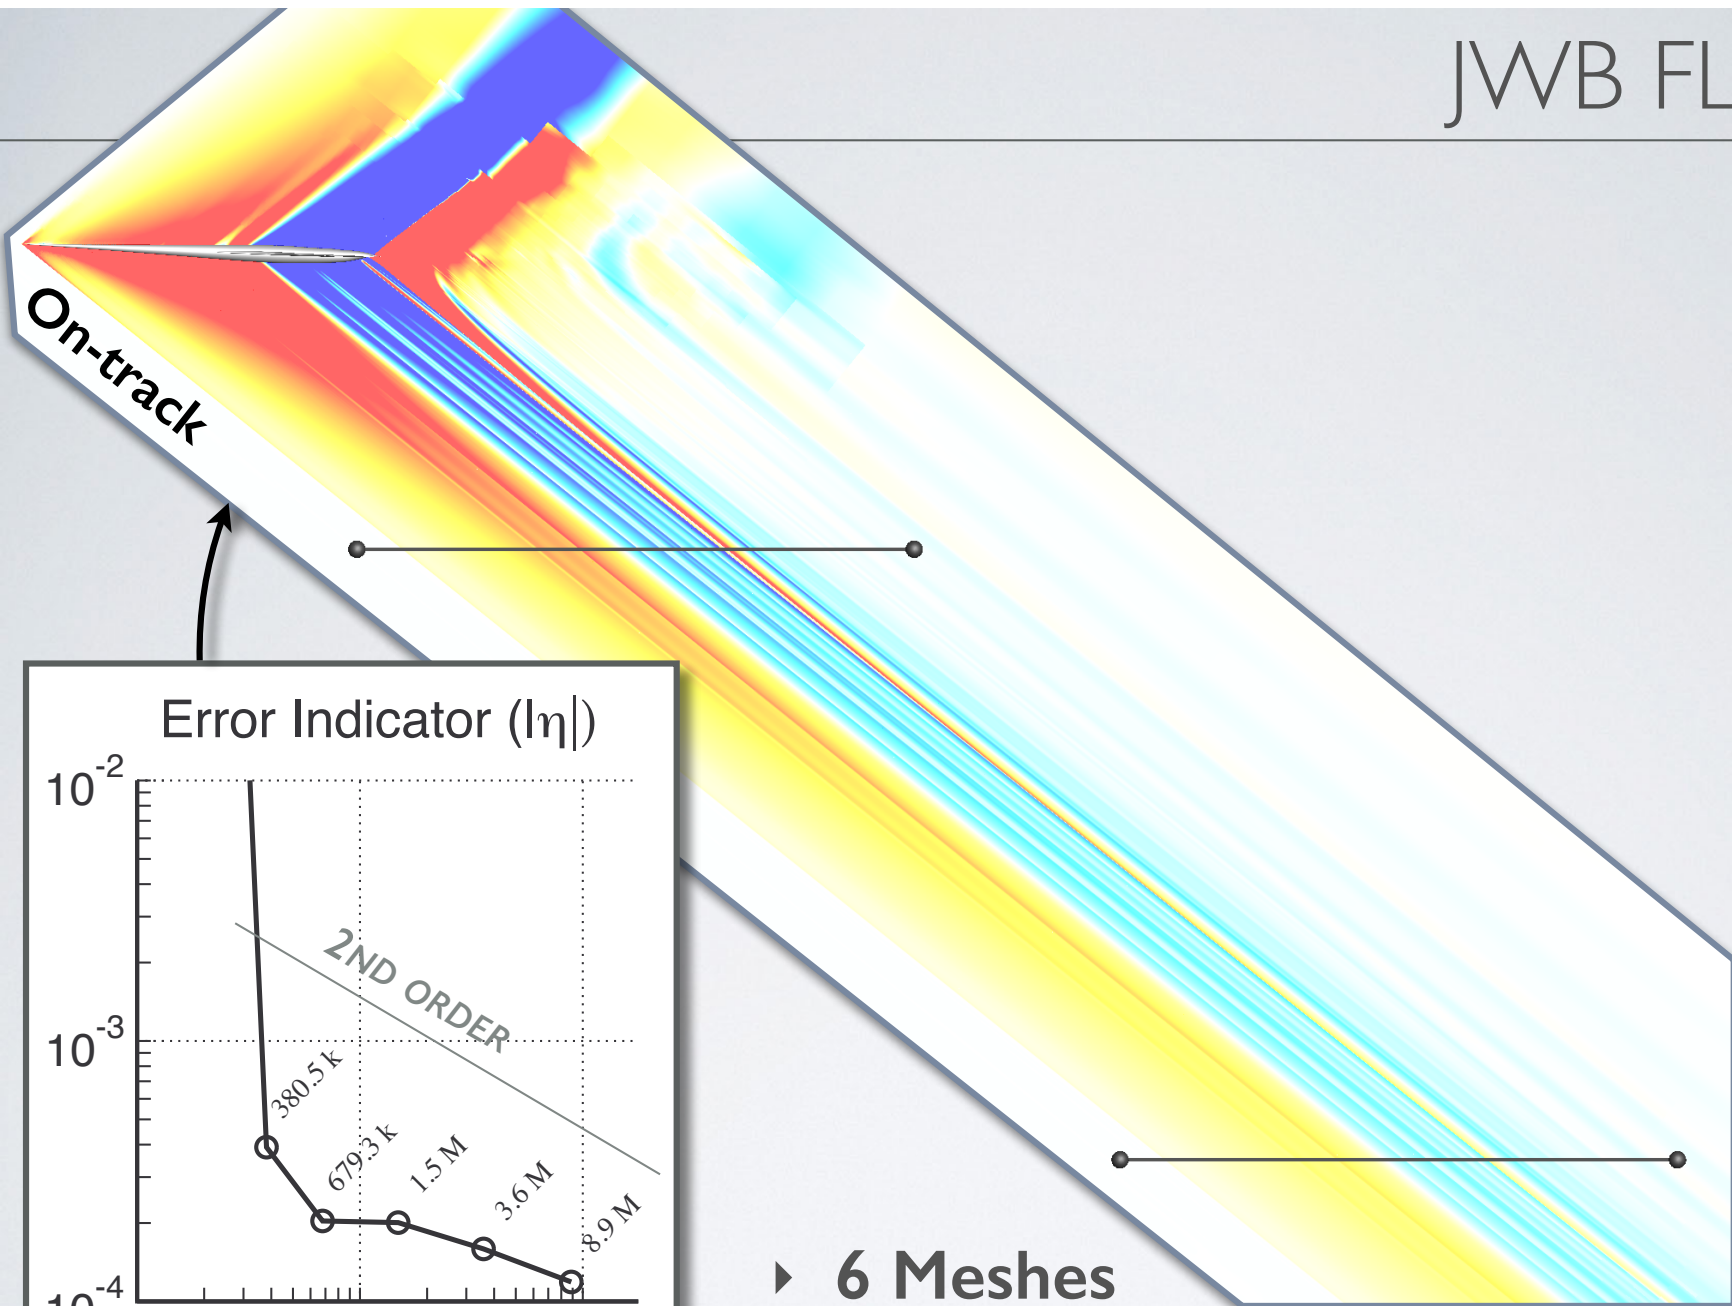 JWB FL
On-track
Error Indicator (|η|)
10-2
2ND ORDER
10-3
380.5 k
679.3 k
1.5 M
3.6 M
8.9 M
10-4
6 Meshes